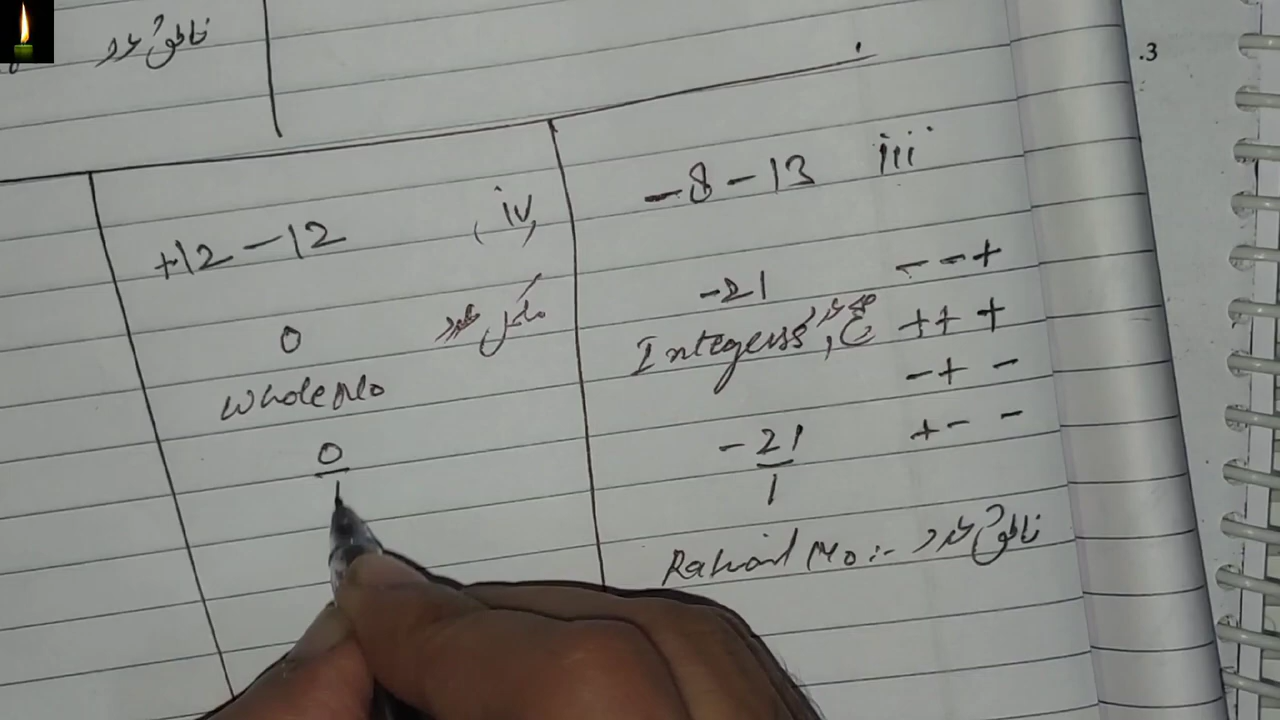 ناطق عدد
.3
-8-13 iii
-21
--+
Integerss, صحیح عدد
+++
-+-
-21/1
+--
Rational No :- ناطق عدد
+12-12 (iv)
0
مکمل عدد
whole No
0/1